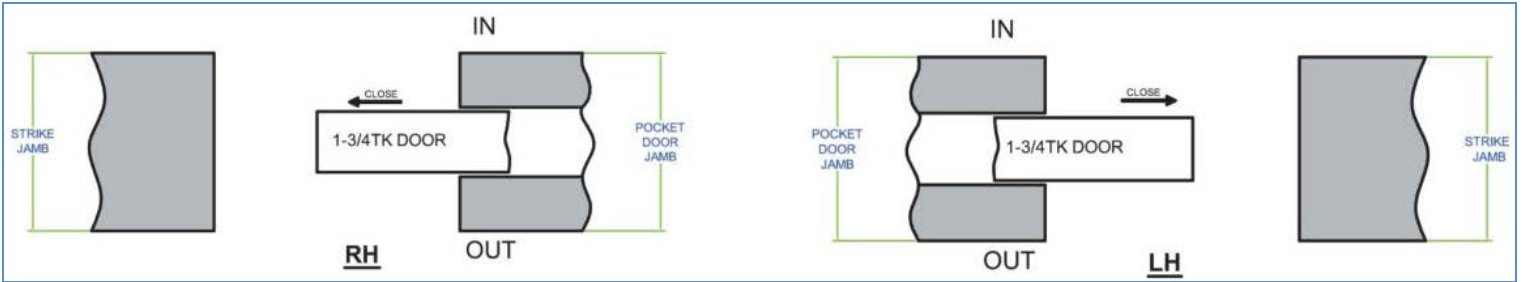 IN
CLOSE
STRIKE
JAMB
1-3/4TK DOOR
POCKET
DOOR
JAMB
RH
OUT
IN
CLOSE
POCKET
DOOR
JAMB
1-3/4TK DOOR
STRIKE
JAMB
OUT
LH